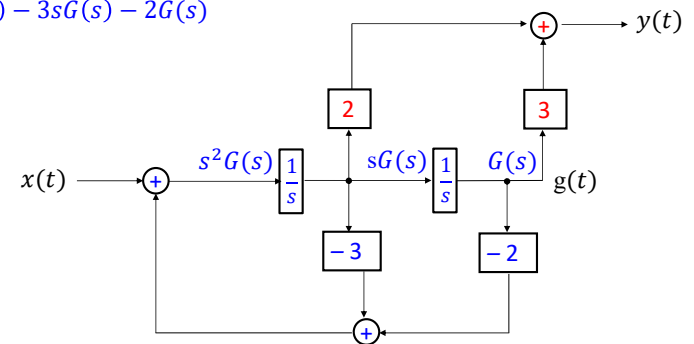 ) − 3sG(s) − 2G(s)
+ y(t)
2 3
s²G(s) 1/s sG(s) 1/s G(s)
x(t) + g(t)
− 3 − 2
+